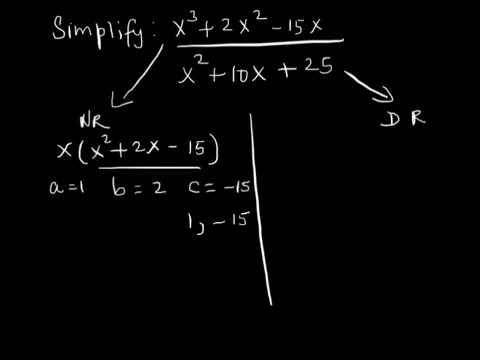 Simplify: x³ + 2x² - 15x
x² + 10x + 25
NR
DR
x(x² + 2x - 15)
a = 1 b = 2 c = -15
1, -15